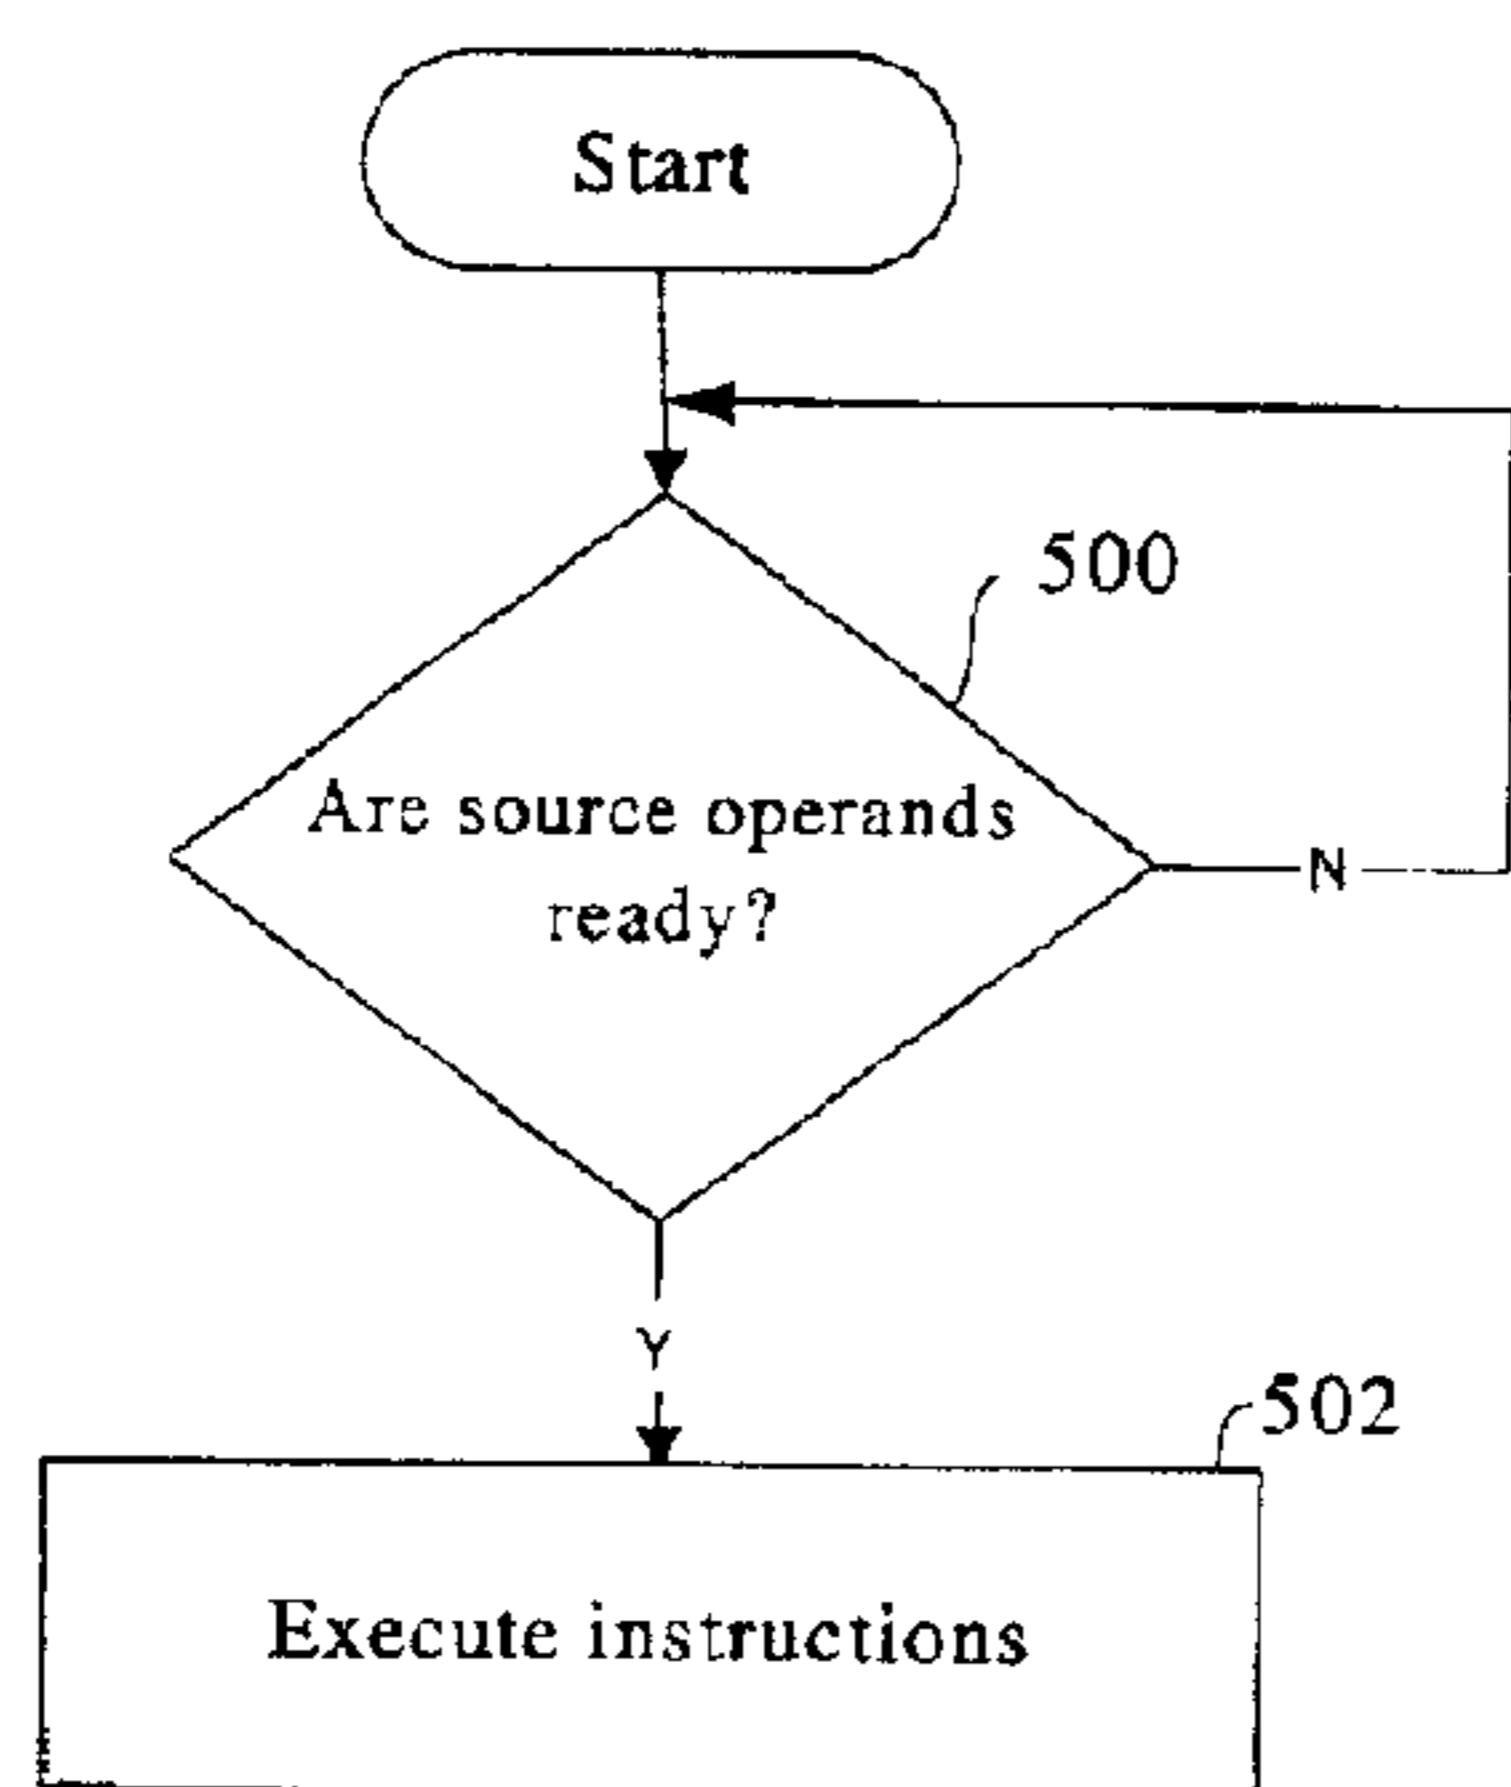 Start
500
Are source operands
ready?
N
Y
502
Execute instructions